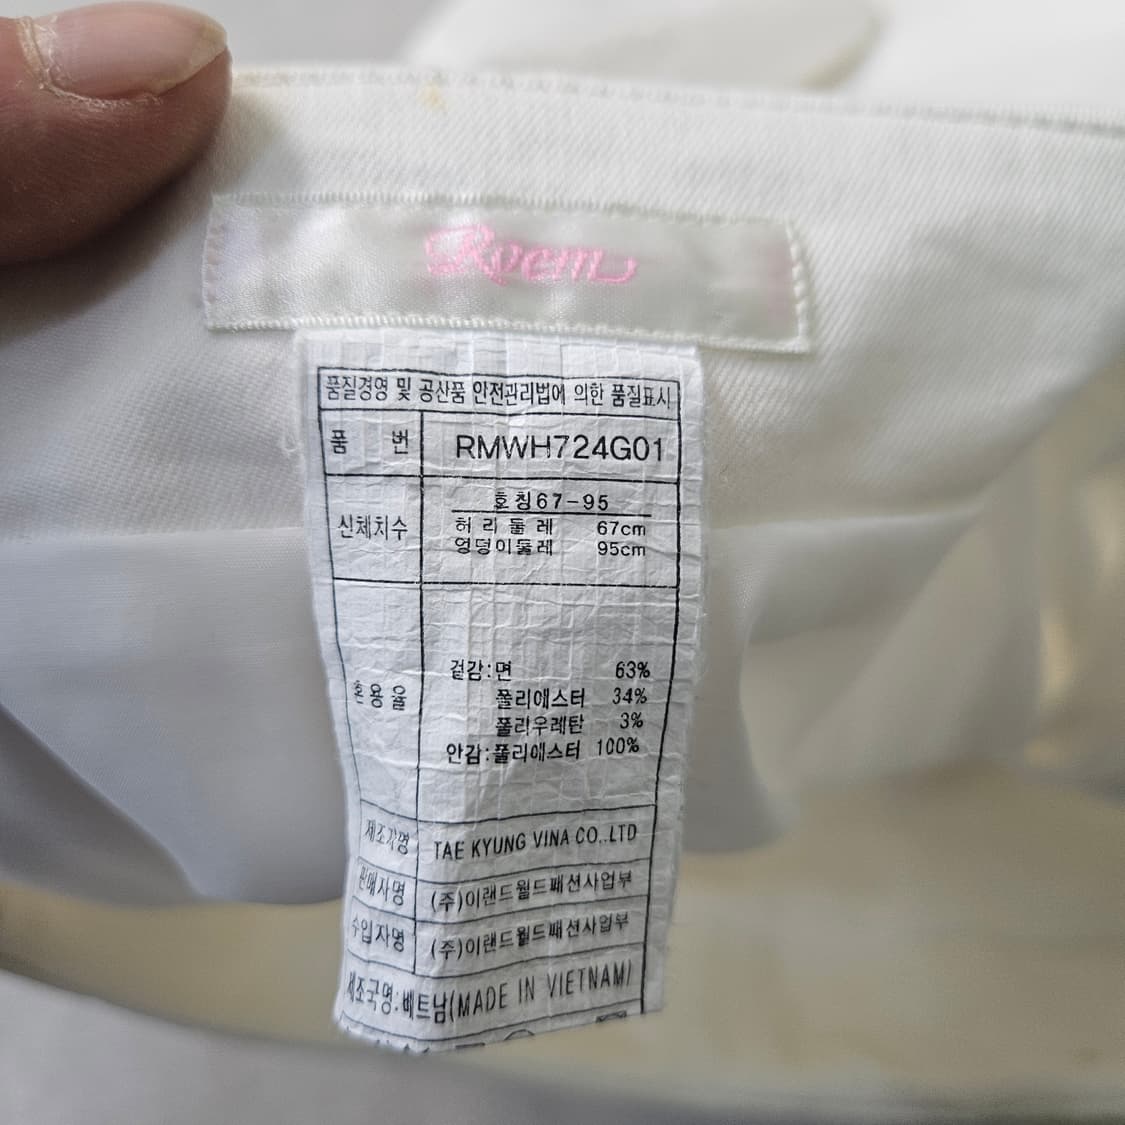 Roem
품질경영 및 공산품 안전관리법에 의한 품질표시
품 번 RMWH724G01
신체치수 호칭67-95
허리둘레 67cm
엉덩이둘레 95cm
혼용율 겉감:면 63%
폴리에스터 34%
폴리우레탄 3%
안감:폴리에스터 100%
제조자명 TAE KYUNG VINA CO.,LTD
판매자명 (주)이랜드월드패션사업부
수입자명 (주)이랜드월드패션사업부
제조국명:베트남(MADE IN VIETNAM)